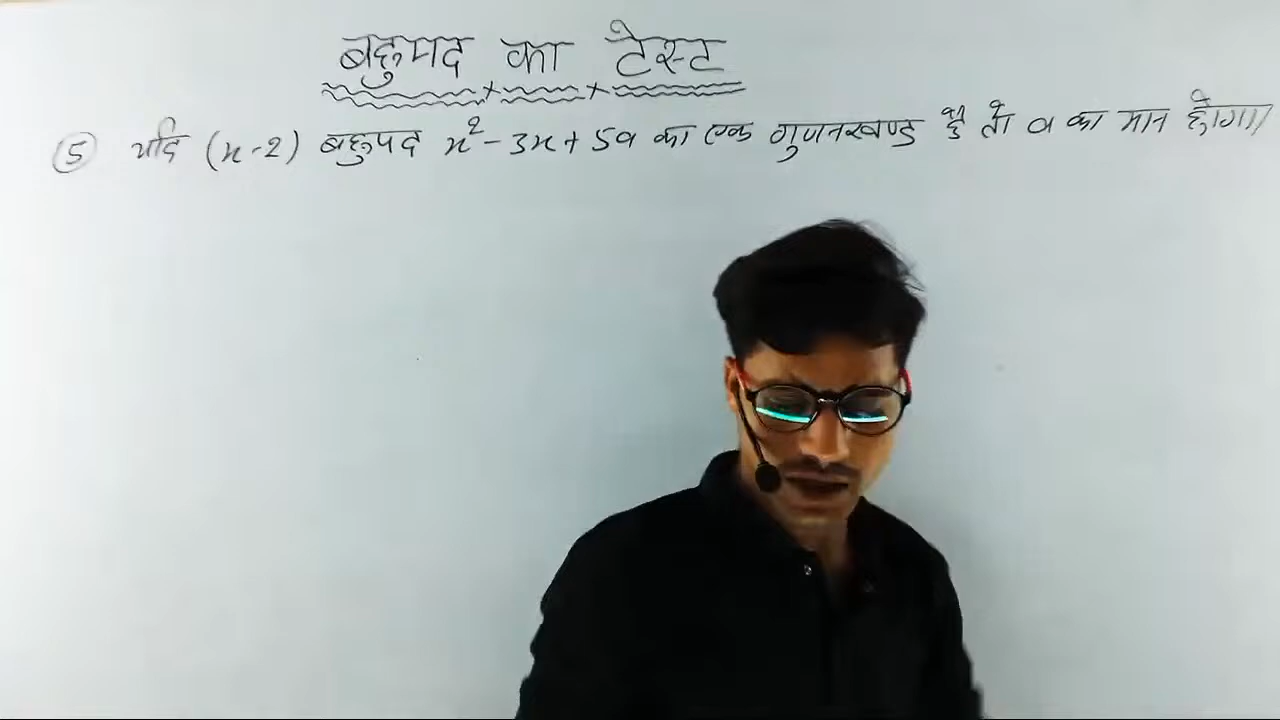 बहुपद का टेस्ट
⑤ यदि (x-2) बहुपद x² - 3x + 5a का एक गुणनखण्ड है तो a का मान होगा